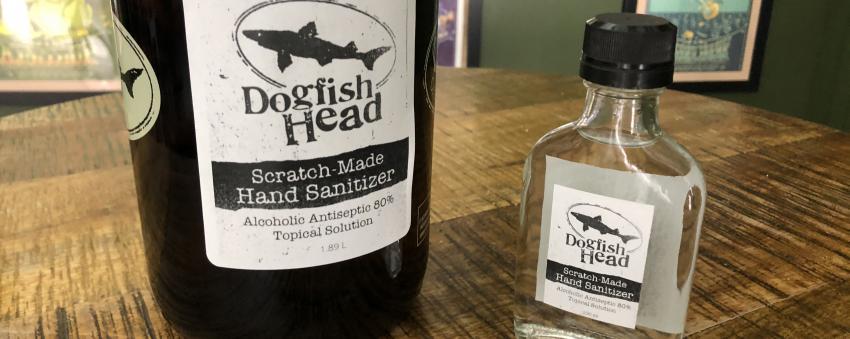 Dogfish
Head
Scratch-Made
Hand Sanitizer
Alcoholic Antiseptic 80%
Topical Solution
1.89 L
Dogfish
Head
Scratch-Made
Hand Sanitizer
Alcoholic Antiseptic 80%
Topical Solution